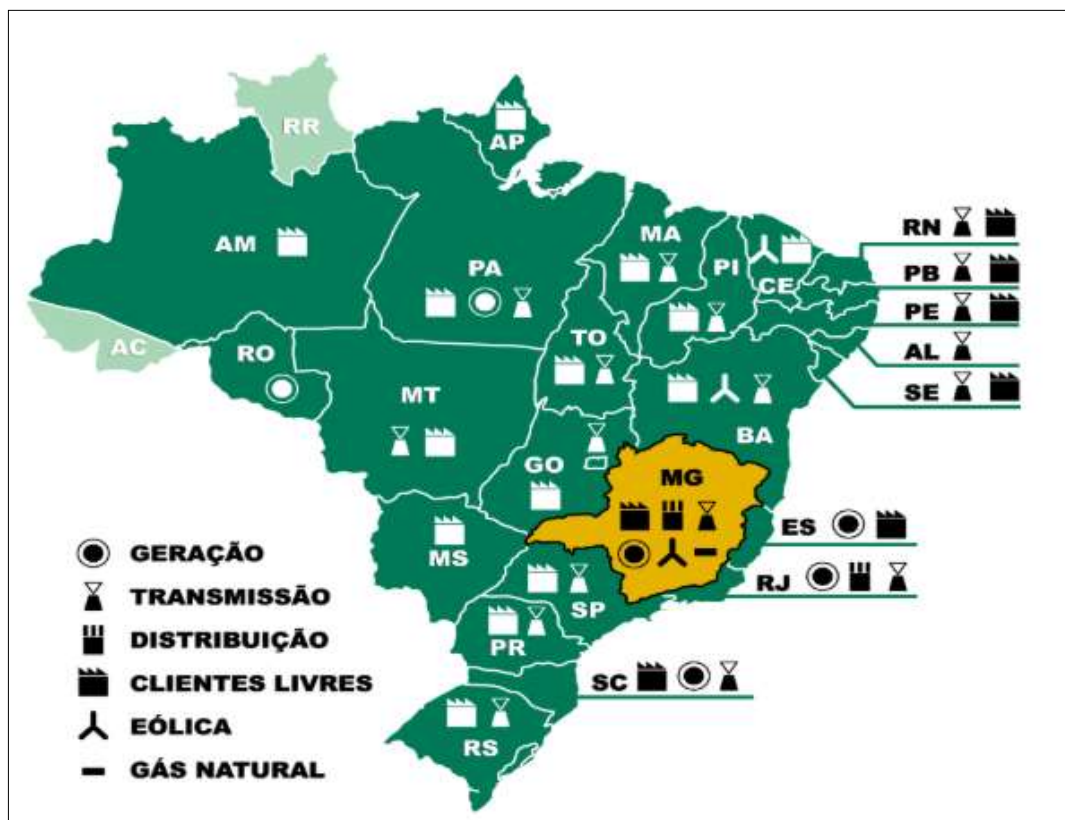 RR
AP
AM
PA
MA
PI
CE
RN
PB
PE
AL
SE
AC
RO
TO
MT
BA
GO
MG
MS
ES
RJ
SP
PR
SC
RS
GERAÇÃO
TRANSMISSÃO
DISTRIBUIÇÃO
CLIENTES LIVRES
EÓLICA
GÁS NATURAL